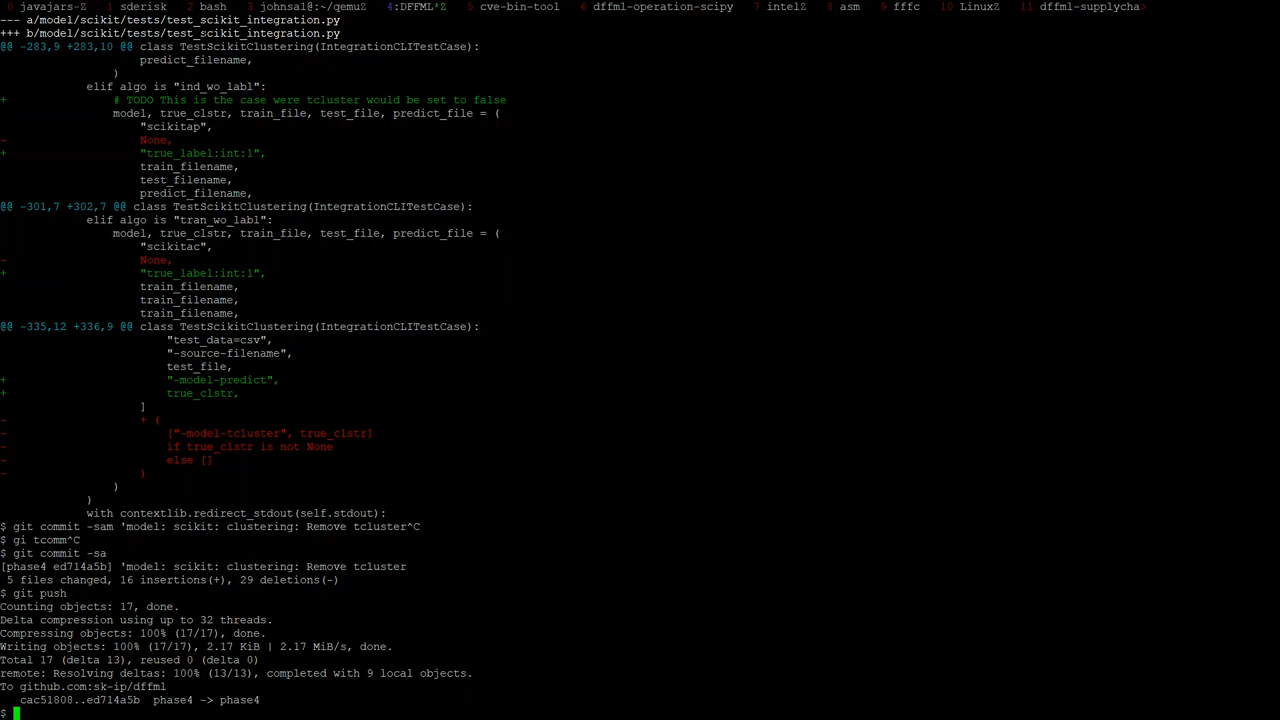 0 javajars-Z 1 sderisk 2 bash 3 johnsa1@:~/qemuZ 4:DFFML*Z 5 cve-bin-tool 6 dffml-operation-scipy 7 intelZ 8 asm 9 fffc 10 LinuxZ 11 dffml-supplycha>
--- a/model/scikit/tests/test_scikit_integration.py
+++ b/model/scikit/tests/test_scikit_integration.py
@@ -283,9 +283,10 @@ class TestScikitClustering(IntegrationCLITestCase):
predict_filename,
)
elif algo is "ind_wo_labl":
+ # TODO This is the case were tcluster would be set to false
model, true_clstr, train_file, test_file, predict_file = (
"scikitap",
- None,
+ "true_label:int:1",
train_filename,
test_filename,
predict_filename,
@@ -301,7 +302,7 @@ class TestScikitClustering(IntegrationCLITestCase):
elif algo is "tran_wo_labl":
model, true_clstr, train_file, test_file, predict_file = (
"scikitac",
- None,
+ "true_label:int:1",
train_filename,
train_filename,
train_filename,
@@ -335,12 +336,9 @@ class TestScikitClustering(IntegrationCLITestCase):
"test_data=csv",
"-source-filename",
test_file,
+ "-model-predict",
+ true_clstr,
]
- + (
- ["-model-tcluster", true_clstr]
- if true_clstr is not None
- else []
- )
)
)
with contextlib.redirect_stdout(self.stdout):
$ git commit -sam 'model: scikit: clustering: Remove tcluster^C
$ gi tcomm^C
$ git commit -sa
[phase4 ed714a5b] 'model: scikit: clustering: Remove tcluster
5 files changed, 16 insertions(+), 29 deletions(-)
$ git push
Counting objects: 17, done.
Delta compression using up to 32 threads.
Compressing objects: 100% (17/17), done.
Writing objects: 100% (17/17), 2.17 KiB | 2.17 MiB/s, done.
Total 17 (delta 13), reused 0 (delta 0)
remote: Resolving deltas: 100% (13/13), completed with 9 local objects.
To github.com:sk-ip/dffml
cac51808..ed714a5b phase4 -> phase4
$